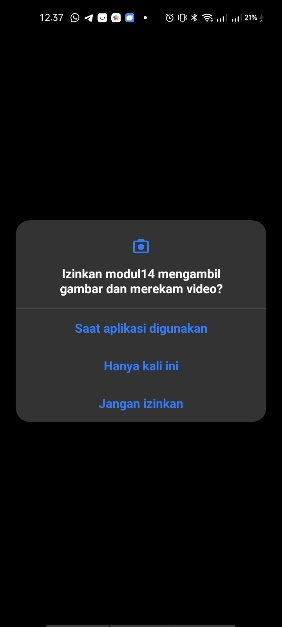 12.37
21%
Izinkan modul14 mengambil
gambar dan merekam video?
Saat aplikasi digunakan
Hanya kali ini
Jangan izinkan